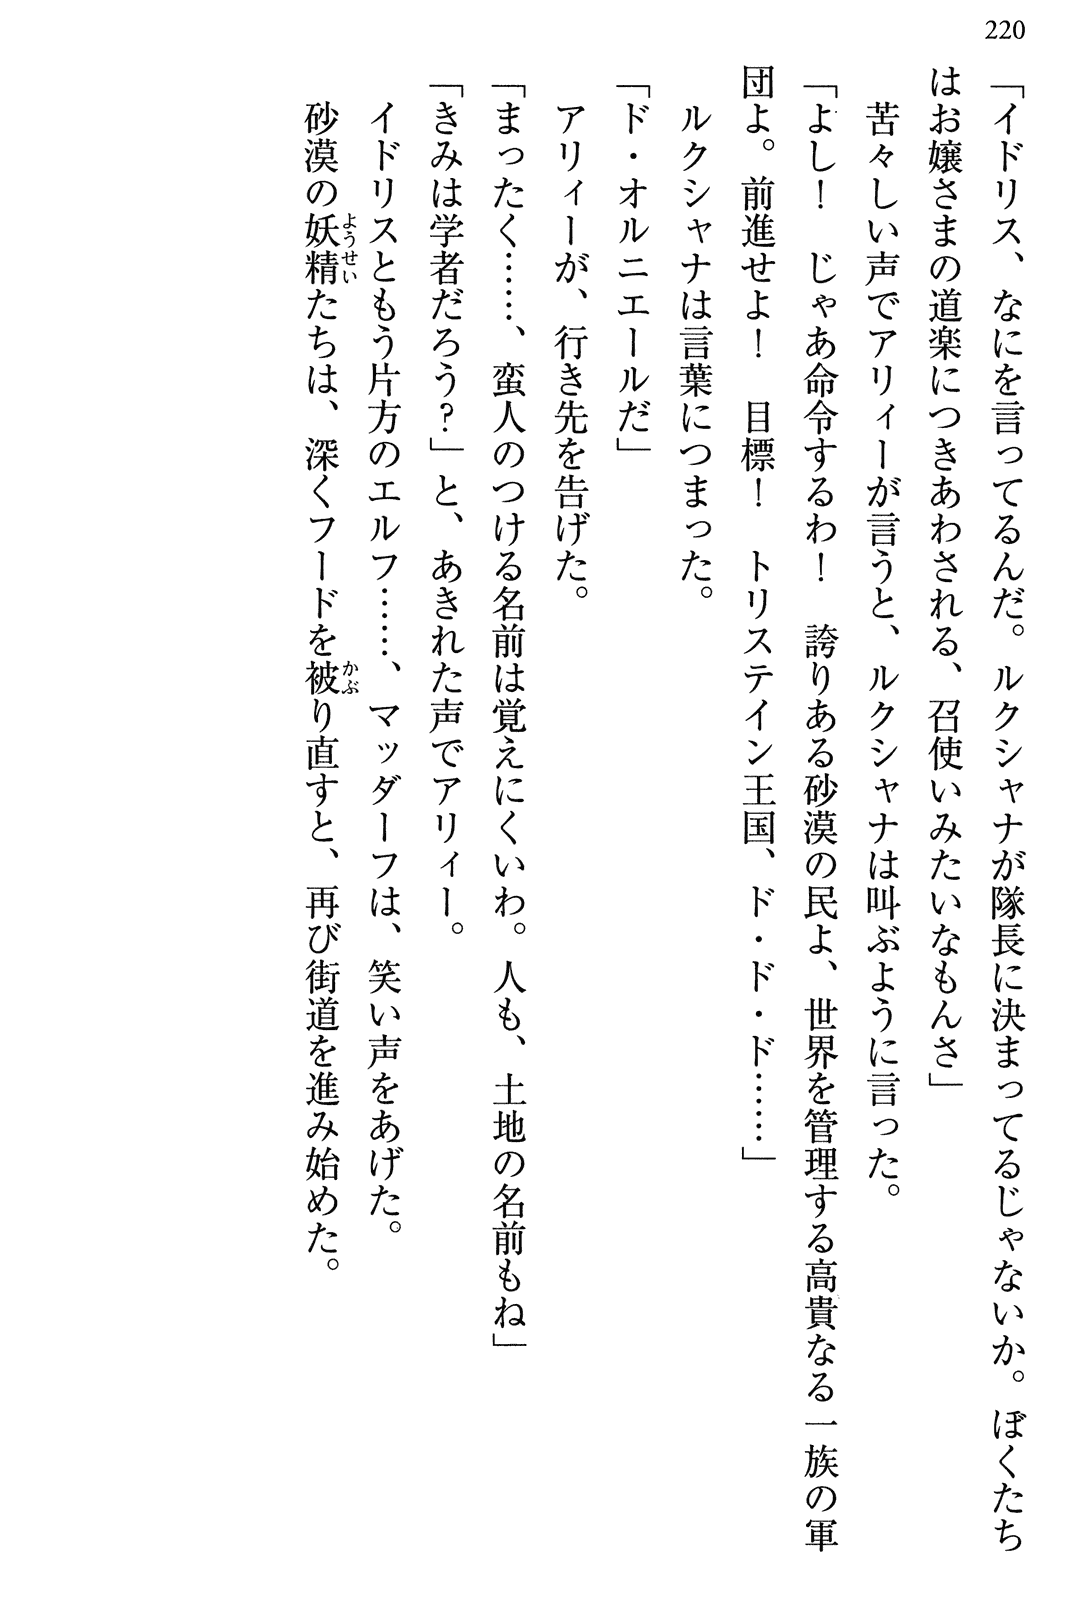 220
「イドリス、なにを言ってるんだ。ルクシャナが隊長に決まってるじゃないか。ぼくたち
はお嬢さまの道楽につきあわされる、召使いみたいなもんさ」
苦々しい声でアリィーが言うと、ルクシャナは叫ぶように言った。
「よし！　じゃあ命令するわ！　誇りある砂漠の民よ、世界を管理する高貴なる一族の軍
団よ。前進せよ！　目標！　トリステイン王国、ド・ド・ド……」
ルクシャナは言葉につまった。
「ド・オルニエールだ」
アリィーが、行き先を告げた。
「まったく……、蛮人のつける名前は覚えにくいわ。人も、土地の名前もね」
「きみは学者だろう？」と、あきれた声でアリィー。
イドリスともう片方のエルフ……、マッダーフは、笑い声をあげた。
砂漠の妖精ようせいたちは、深くフードを被かぶり直すと、再び街道を進み始めた。